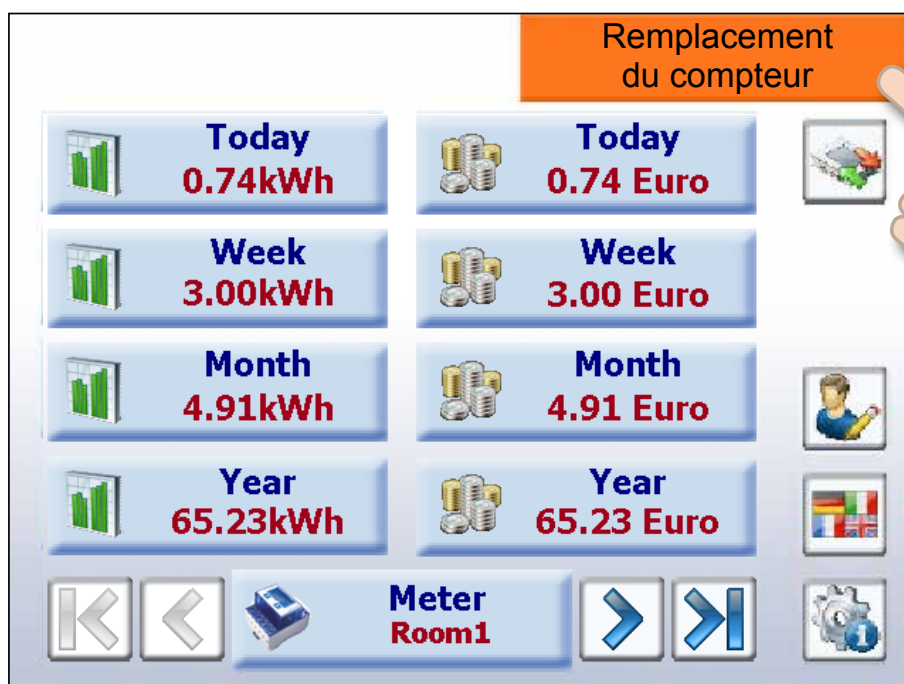 Remplacement
du compteur
Today
0.74kWh
Today
0.74 Euro
Week
3.00kWh
Week
3.00 Euro
Month
4.91kWh
Month
4.91 Euro
Year
65.23kWh
Year
65.23 Euro
Meter
Room1